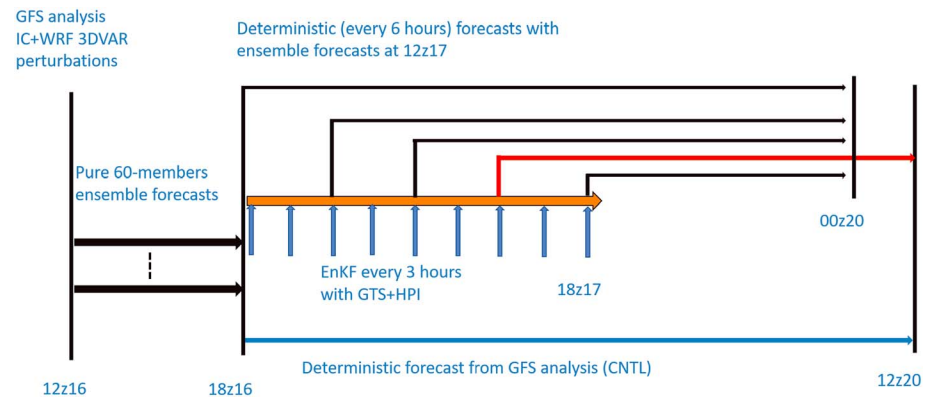 GFS analysis
IC+WRF 3DVAR
perturbations
Deterministic (every 6 hours) forecasts with
ensemble forecasts at 12z17
Pure 60-members
ensemble forecasts
00z20
EnKF every 3 hours
with GTS+HPI
18z17
Deterministic forecast from GFS analysis (CNTL)
12z16
18z16
12z20